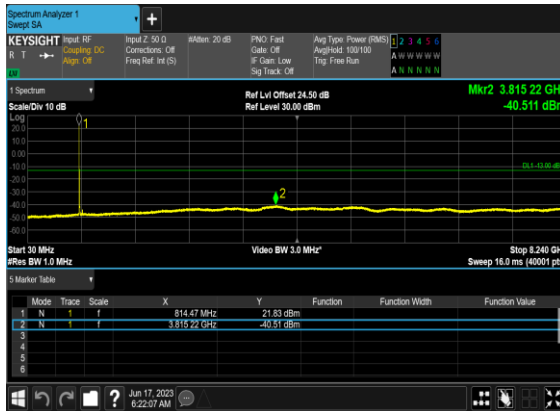 Spectrum Analyzer 1
Swept SA
+
KEYSIGHT Input: RF Input Z: 50 Ω #Atten: 20 dB PNO: Fast Avg Type: Power (RMS) 1 2 3 4 5 6
R T Coupling: DC Corrections: Off Gate: Off Avg|Hold: 100/100 A W W W W W
Align: Off Freq Ref: Int (S) IF Gain: Low Trig: Free Run
Sig Track: Off A N N N N N
1 Spectrum Ref Lvl Offset 24.50 dB Mkr2 3.815 22 GHz
Scale/Div 10 dB Ref Level 30.00 dBm -40.511 dBm
Log
20.0
10.0
0.00
-10.0
DL1 -13.00 dBm
-20.0
-30.0
-40.0
-50.0
-60.0
1
2
Start 30 MHz Video BW 3.0 MHz* Stop 8.240 GHz
#Res BW 1.0 MHz Sweep 16.0 ms (40001 pts)
5 Marker Table
Mode Trace Scale X Y Function Function Width Function Value
1 N 1 f 814.47 MHz 21.83 dBm
2 N 1 f 3.815 22 GHz -40.51 dBm
3
4
5
6
? Jun 17, 2023
6:22:07 AM